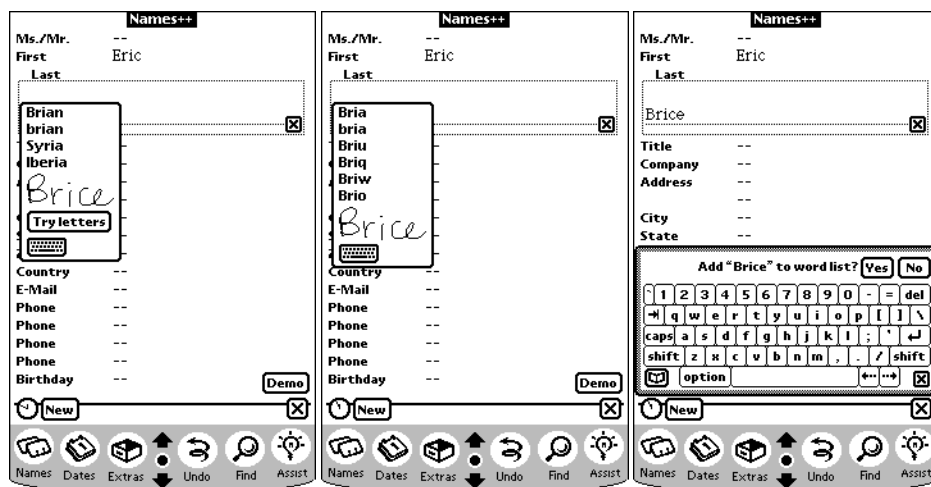 Names++
Ms./Mr. --
First Eric
Last
Brian
brian
Syria
Iberia
Brice
Try letters
Country --
E-Mail --
Phone --
Phone --
Phone --
Phone --
Birthday --
Demo
New
Names Dates Extras Undo Find Assist
Names++
Ms./Mr. --
First Eric
Last
Bria
bria
Briu
Briq
Briw
Brio
Brice
Country --
E-Mail --
Phone --
Phone --
Phone --
Phone --
Birthday --
Demo
New
Names Dates Extras Undo Find Assist
Names++
Ms./Mr. --
First Eric
Last
Brice
Title --
Company --
Address --
--
City --
State --
Add "Brice" to word list? Yes No
` 1 2 3 4 5 6 7 8 9 0 - = del
q w e r t y u i o p [ ] \
caps a s d f g h j k l ; '
shift z x c v b n m , . / shift
option
New
Names Dates Extras Undo Find Assist